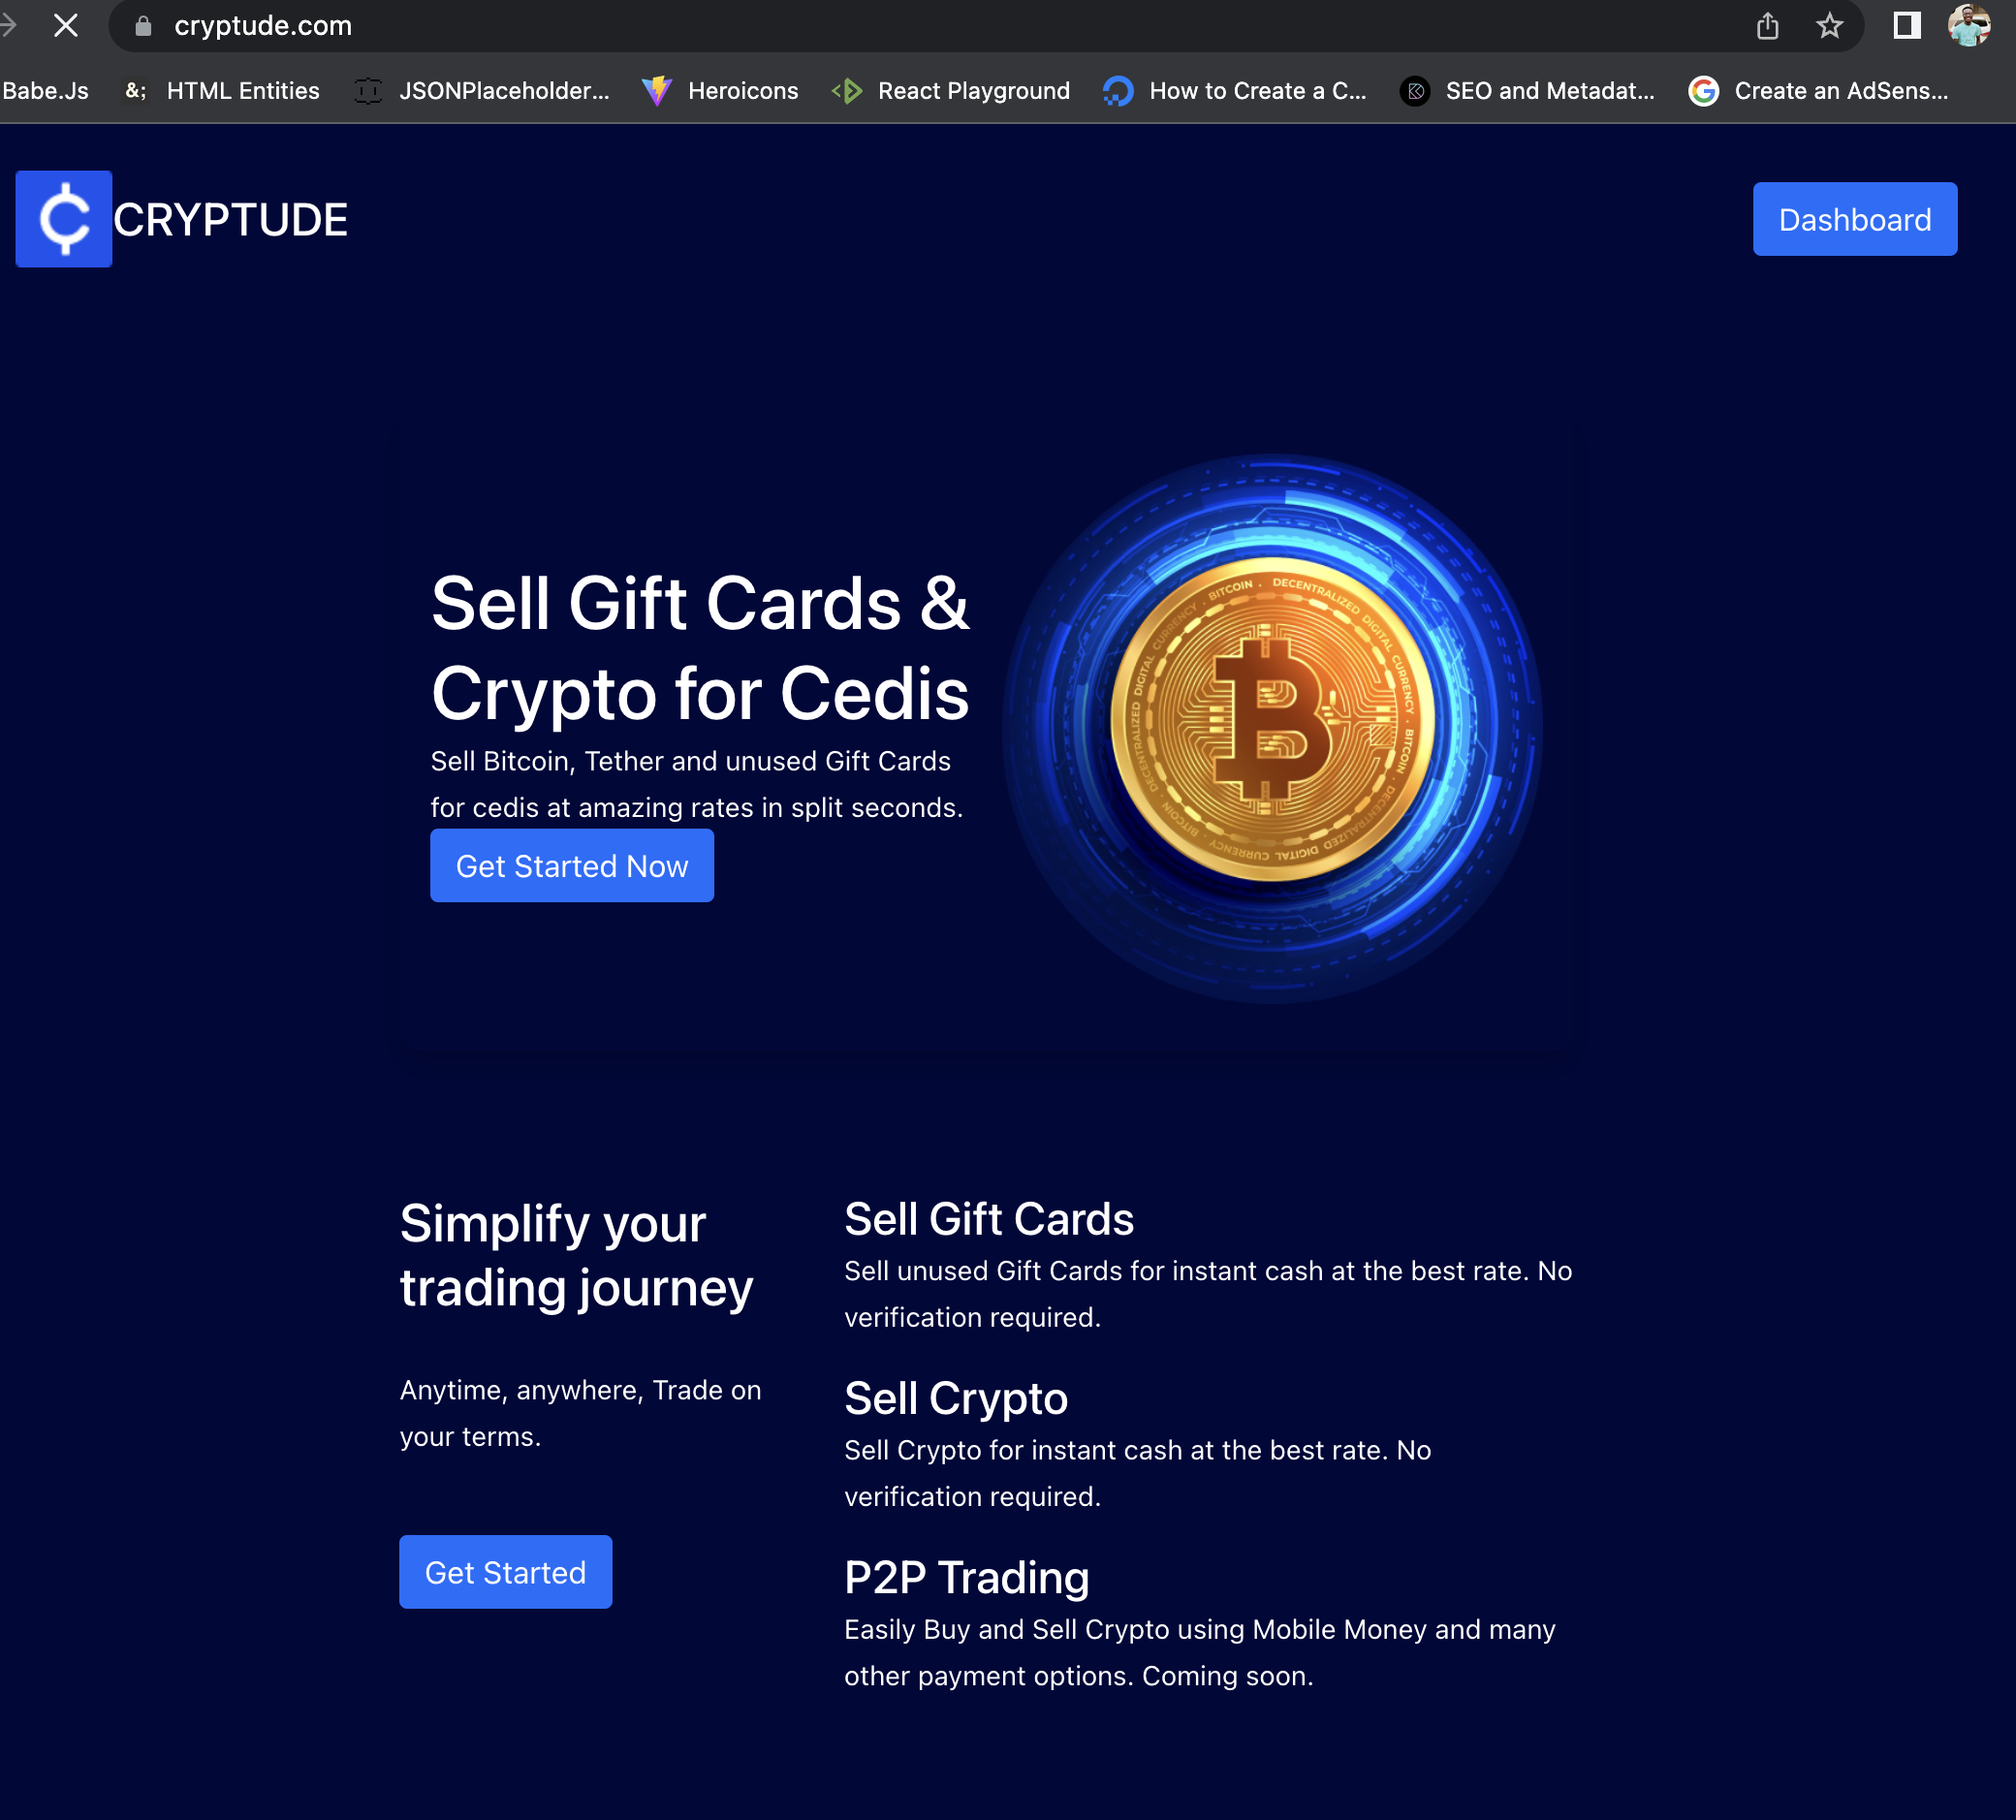 cryptude.com
Babe.Js &; HTML Entities JSONPlaceholder... Heroicons React Playground How to Create a C... SEO and Metadat... Create an AdSens...
CRYPTUDE
Dashboard
Sell Gift Cards &
Crypto for Cedis
Sell Bitcoin, Tether and unused Gift Cards
for cedis at amazing rates in split seconds.
Get Started Now
BITCOIN . DECENTRALIZED DIGITAL CURRENCY . BITCOIN . DECENTRALIZED DIGITAL CURRENCY . BITCOIN . DECENTRALIZED DIGITAL CURRENCY .
Simplify your
trading journey
Anytime, anywhere, Trade on
your terms.
Get Started
Sell Gift Cards
Sell unused Gift Cards for instant cash at the best rate. No
verification required.
Sell Crypto
Sell Crypto for instant cash at the best rate. No
verification required.
P2P Trading
Easily Buy and Sell Crypto using Mobile Money and many
other payment options. Coming soon.